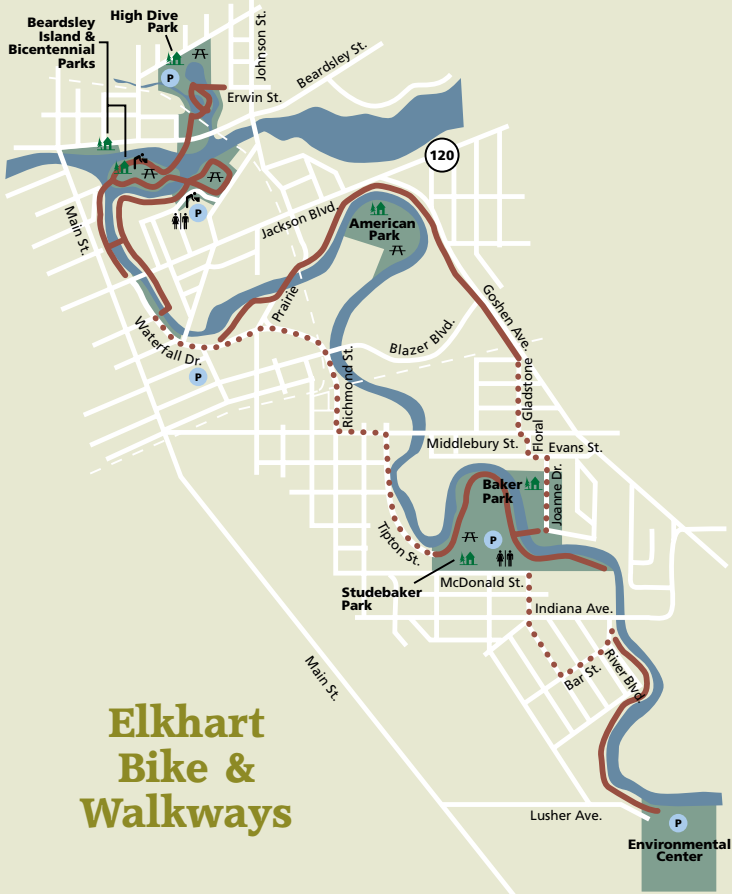 High Dive
Park
Beardsley
Island &
Bicentennial
Parks
P
Johnson St.
Beardsley St.
Erwin St.
120
Main St.
P
Jackson Blvd.
American
Park
Prairie
Goshen Ave.
Waterfall Dr.
P
Blazer Blvd.
Richmond St.
Gladstone
Floral
Middlebury St.
Evans St.
Baker
Park
Joanne Dr.
P
Tipton St.
Studebaker
Park
McDonald St.
Indiana Ave.
Bar St.
River Blvd.
Main St.
Elkhart
Bike &
Walkways
Lusher Ave.
P
Environmental
Center